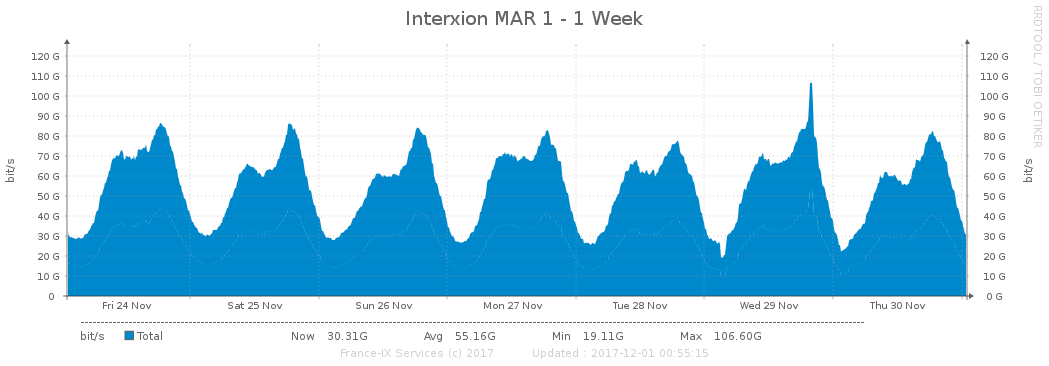 Interxion MAR 1 - 1 Week
RRDTOOL / TOBI OETIKER
bit/s
120 G
110 G
100 G
90 G
80 G
70 G
60 G
50 G
40 G
30 G
20 G
10 G
0
120 G
110 G
100 G
90 G
80 G
70 G
60 G
50 G
40 G
30 G
20 G
10 G
0 G
bit/s
Fri 24 Nov Sat 25 Nov Sun 26 Nov Mon 27 Nov Tue 28 Nov Wed 29 Nov Thu 30 Nov
bit/s Total Now 30.31G Avg 55.16G Min 19.11G Max 106.60G
France-IX Services (c) 2017 Updated : 2017-12-01 00:55:15